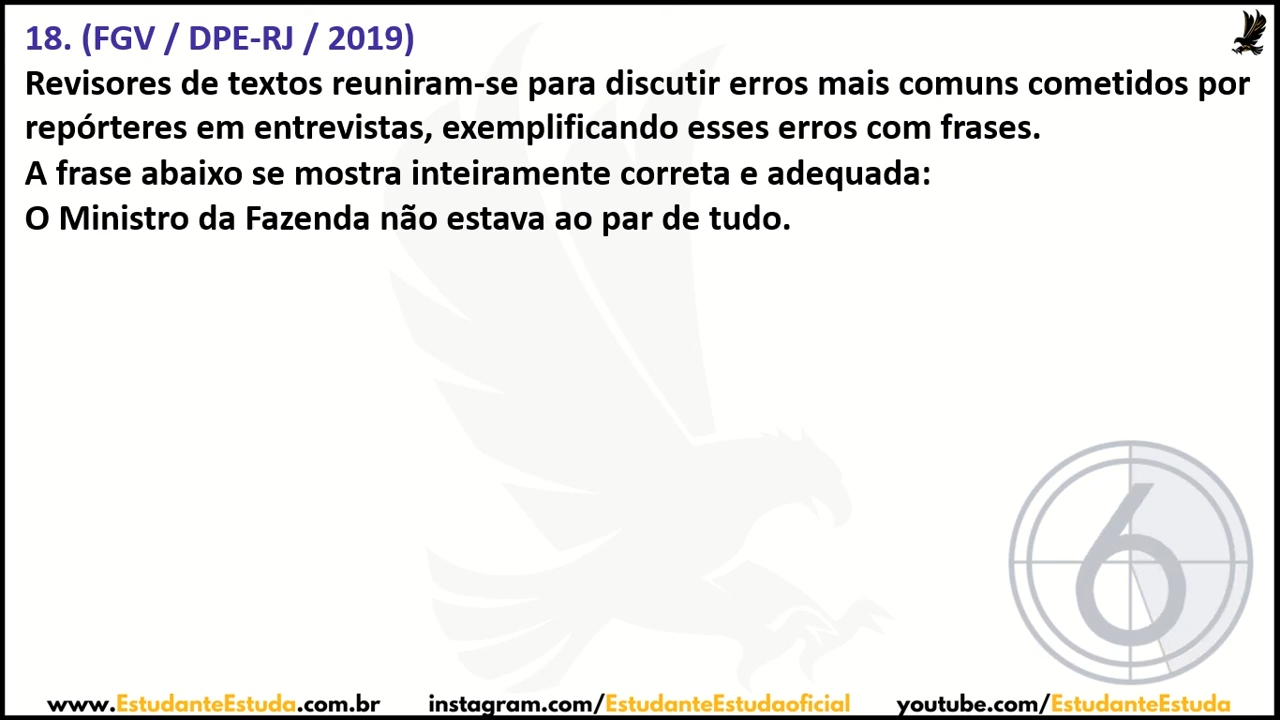 18. (FGV / DPE-RJ / 2019)
Revisores de textos reuniram-se para discutir erros mais comuns cometidos por
repórteres em entrevistas, exemplificando esses erros com frases.
A frase abaixo se mostra inteiramente correta e adequada:
O Ministro da Fazenda não estava ao par de tudo.
6
www.EstudanteEstuda.com.br instagram.com/EstudanteEstudaoficial youtube.com/EstudanteEstuda